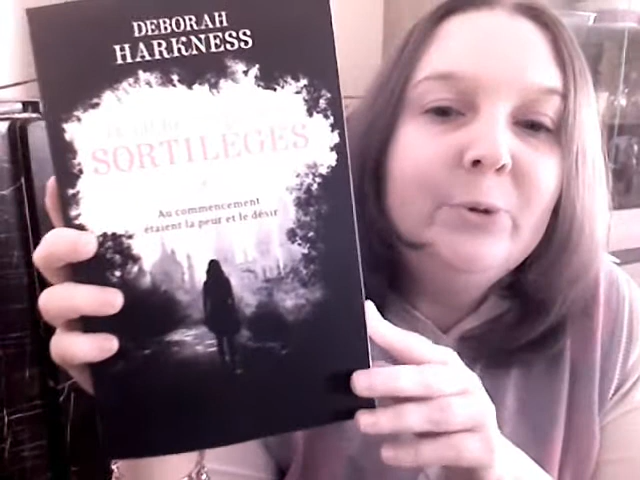 DEBORAH
HARKNESS
SORTILÈGES
Au commencement
étaient la peur et le désir